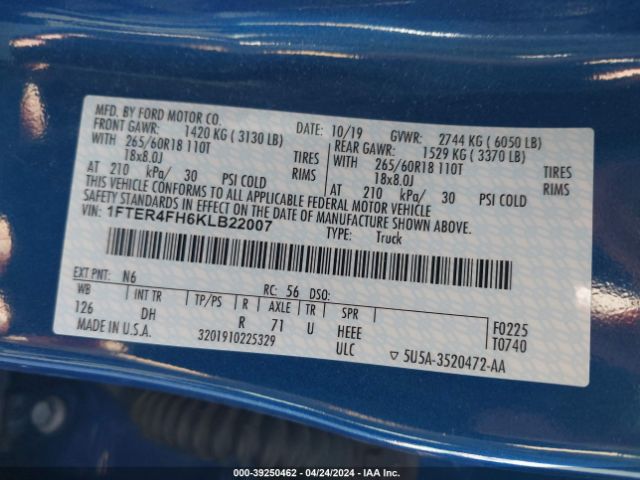 MFD. BY FORD MOTOR CO. DATE: 10/19 GVWR: 2744 KG ( 6050 LB)
FRONT GAWR: 1420 KG ( 3130 LB) REAR GAWR: 1529 KG ( 3370 LB)
WITH 265/60R18 110T TIRES WITH 265/60R18 110T TIRES
18x8.0J RIMS 18x8.0J RIMS
AT 210 kPa/ 30 PSI COLD AT 210 kPa/ 30 PSI COLD
THIS VEHICLE CONFORMS TO ALL APPLICABLE FEDERAL MOTOR VEHICLE
SAFETY STANDARDS IN EFFECT ON THE DATE OF MANUFACTURE SHOWN ABOVE.
VIN: 1FTER4FH6KLB22007 TYPE: Truck
EXT PNT: N6 RC: 56 DSO:
WB INT TR TP/PS R AXLE TR SPR F0225
126 DH R 71 U HEEE T0740
MADE IN U.S.A. 3201910225329 ULC ▽ 5U5A-3520472-AA
000-39250462 - 04/24/2024 - IAA Inc.